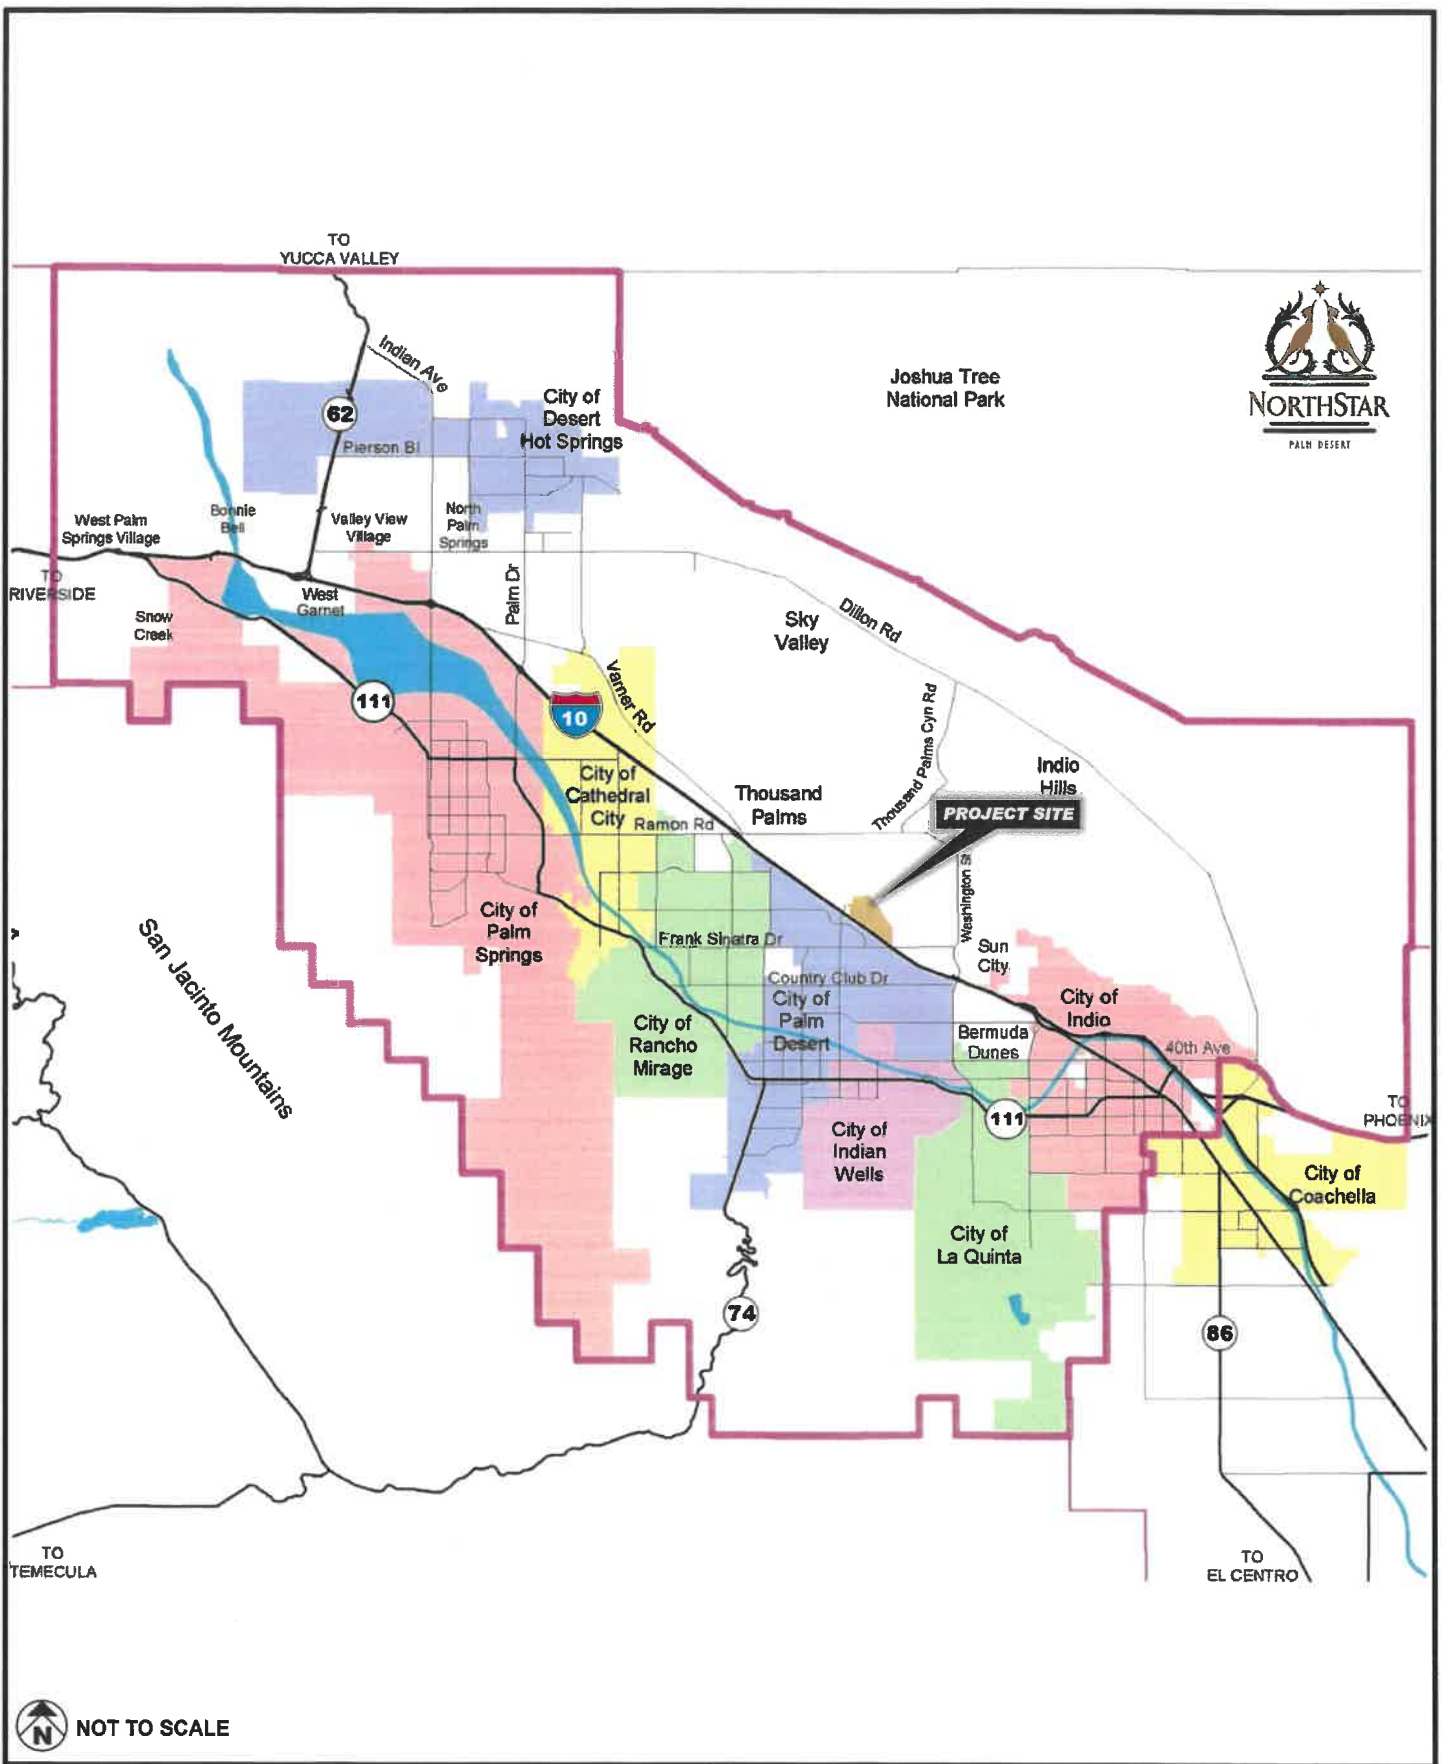 TO
YUCCA VALLEY
Indian Ave
Joshua Tree
National Park
NORTHSTAR
PALM DESERT
62
City of
Desert
Hot Springs
Pierson Bl
West Palm
Springs Village
Bonnie
Bell
Valley View
Village
North
Palm
Springs
TO
RIVERSIDE
West
Garnet
Palm Dr
Snow
Creek
Sky
Valley
Dillon Rd
111
10
Varner Rd
Thousand Palms Cyn Rd
City of
Cathedral
City
Thousand
Palms
Indio
Hills
Ramon Rd
PROJECT SITE
Washington St
San Jacinto Mountains
City of
Palm
Springs
Frank Sinatra Dr
Sun
City
Country Club Dr
City of
Palm
Desert
City of
Indio
City of
Rancho
Mirage
Bermuda
Dunes
40th Ave
TO
PHOENIX
111
City of
Indian
Wells
City of
Coachella
City of
La Quinta
74
86
TO
TEMECULA
TO
EL CENTRO
N
NOT TO SCALE